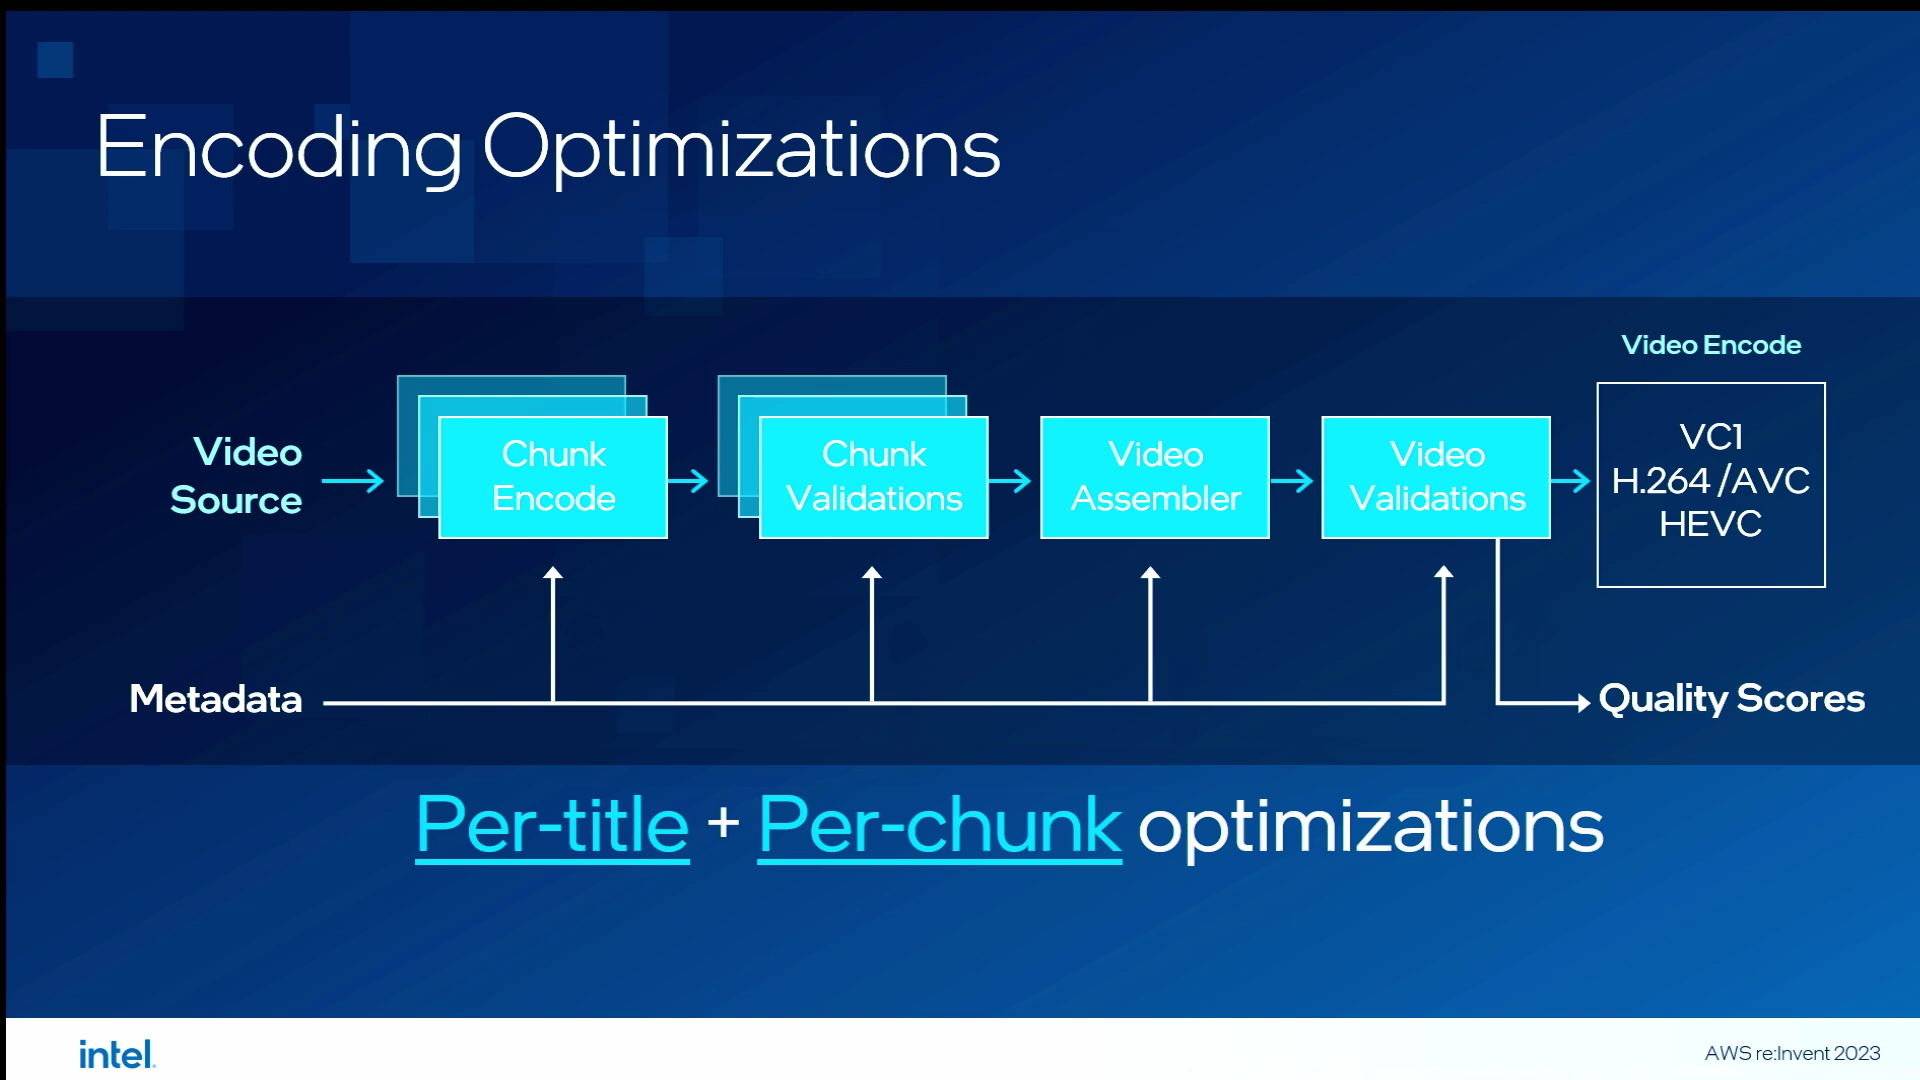 Encoding Optimizations
Video Encode
Video
Source
Chunk
Encode
Chunk
Validations
Video
Assembler
Video
Validations
VC1
H.264 /AVC
HEVC
Metadata
Quality Scores
Per-title + Per-chunk optimizations
intel.
AWS re:Invent 2023